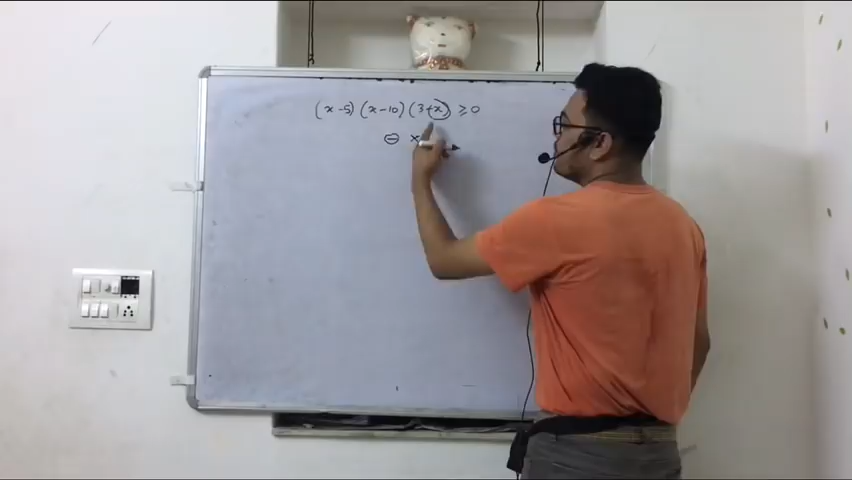 (x-5) (x-10) (3+x) ≥ 0
⊖ x